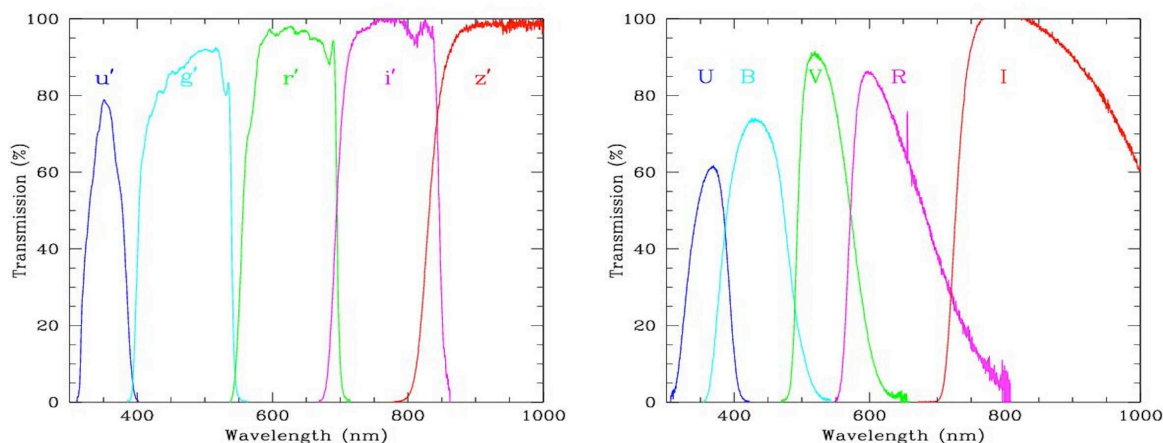 100
80
60
40
20
0
Transmission (%)
u′
g′
r′
i′
z′
400
600
800
1000
Wavelength (nm)
100
80
60
40
20
0
Transmission (%)
U
B
V
R
I
400
600
800
1000
Wavelength (nm)